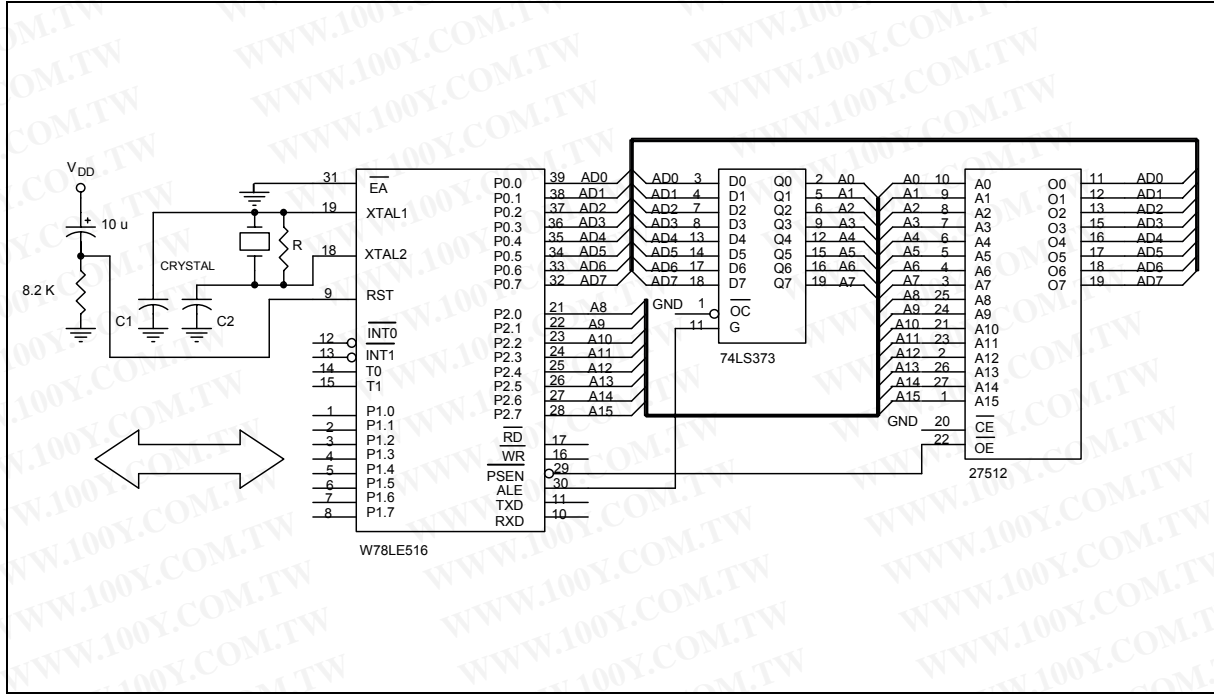 V DD
10 u
8.2 K
C1
C2
CRYSTAL
R
31 EA
19 XTAL1
18 XTAL2
9 RST
12 INT0
13 INT1
14 T0
15 T1
1 P1.0
2 P1.1
3 P1.2
4 P1.3
5 P1.4
6 P1.5
7 P1.6
8 P1.7
P0.0 39 AD0
P0.1 38 AD1
P0.2 37 AD2
P0.3 36 AD3
P0.4 35 AD4
P0.5 34 AD5
P0.6 33 AD6
P0.7 32 AD7
P2.0 21 A8
P2.1 22 A9
P2.2 23 A10
P2.3 24 A11
P2.4 25 A12
P2.5 26 A13
P2.6 27 A14
P2.7 28 A15
RD 17
WR 16
PSEN 29
ALE 30
TXD 11
RXD 10
W78LE516
AD0 3 D0 Q0 2 A0
AD1 4 D1 Q1 5 A1
AD2 7 D2 Q2 6 A2
AD3 8 D3 Q3 9 A3
AD4 13 D4 Q4 12 A4
AD5 14 D5 Q5 15 A5
AD6 17 D6 Q6 16 A6
AD7 18 D7 Q7 19 A7
GND 1 OC
11 G
74LS373
A0 10 A0 O0 11 AD0
A1 9 A1 O1 12 AD1
A2 8 A2 O2 13 AD2
A3 7 A3 O3 15 AD3
A4 6 A4 O4 16 AD4
A5 5 A5 O5 17 AD5
A6 4 A6 O6 18 AD6
A7 3 A7 O7 19 AD7
A8 25 A8
A9 24 A9
A10 21 A10
A11 23 A11
A12 2 A12
A13 26 A13
A14 27 A14
A15 1 A15
GND 20 CE
22 OE
27512
WWW.100Y.COM.TW